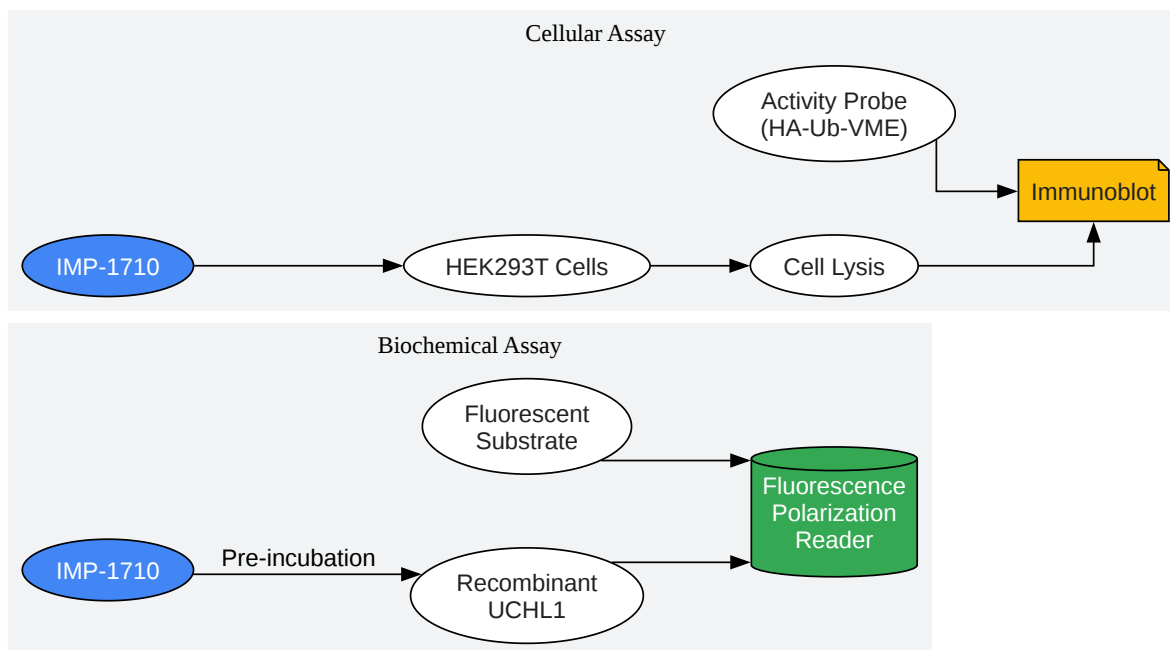 Cellular Assay
Activity Probe
(HA-Ub-VME)
Immunoblot
IMP-1710
HEK293T Cells
Cell Lysis
Biochemical Assay
Fluorescent
Substrate
Fluorescence
Polarization
Reader
IMP-1710
Pre-incubation
Recombinant
UCHL1